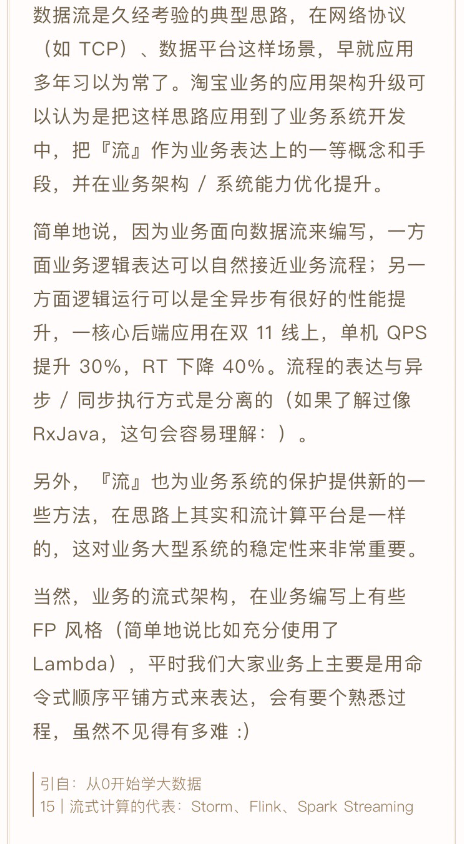 数据流是久经考验的典型思路，在网络协议
（如 TCP）、数据平台这样场景，早就应用
多年习以为常了。淘宝业务的应用架构升级可
以认为是把这样思路应用到了业务系统开发
中，把『流』作为业务表达上的一等概念和手
段，并在业务架构 / 系统能力优化提升。
简单地说，因为业务面向数据流来编写，一方
面业务逻辑表达可以自然接近业务流程；另一
方面逻辑运行可以是全异步有很好的性能提
升，一核心后端应用在双 11 线上，单机 QPS
提升 30%，RT 下降 40%。流程的表达与异
步 / 同步执行方式是分离的（如果了解过像
RxJava，这句会容易理解：）。
另外，『流』也为业务系统的保护提供新的一
些方法，在思路上其实和流计算平台是一样
的，这对业务大型系统的稳定性来非常重要。
当然，业务的流式架构，在业务编写上有些
FP 风格（简单地说比如充分使用了
Lambda），平时我们大家业务上主要是用命
令式顺序平铺方式来表达，会有要个熟悉过
程，虽然不见得有多难 :)
引自：从0开始学大数据
15｜流式计算的代表：Storm、Flink、Spark Streaming